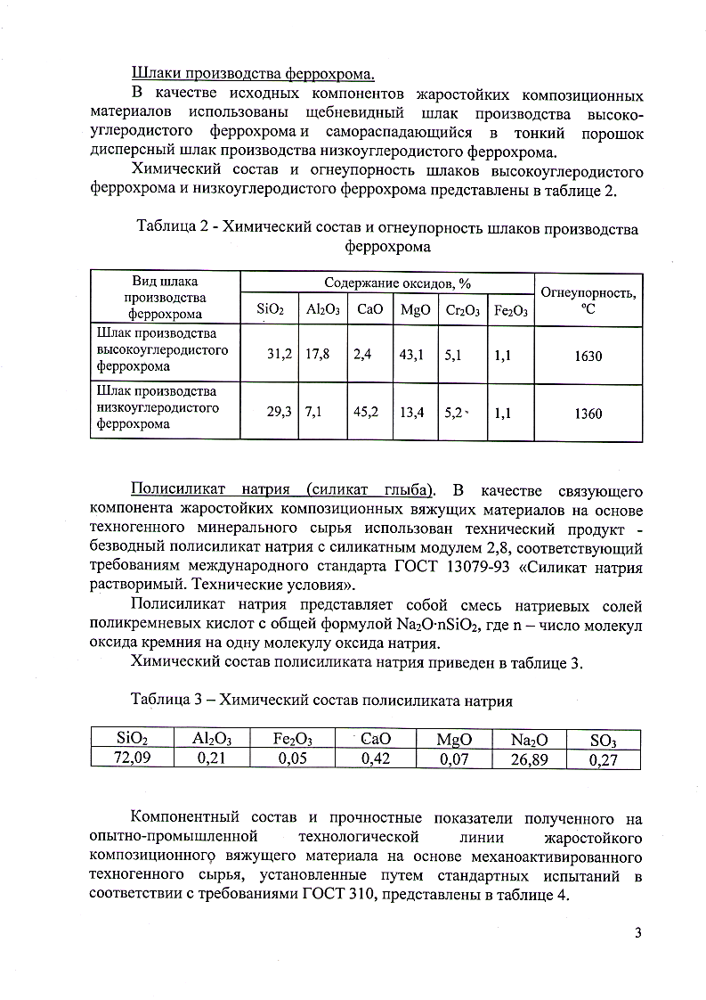 Шлаки производства феррохрома.
В качестве исходных компонентов жаростойких композиционных
материалов использованы щебневидный шлак производства высоко-
углеродистого феррохрома и самораспадающийся в тонкий порошок
дисперсный шлак производства низкоуглеродистого феррохрома.
Химический состав и огнеупорность шлаков высокоуглеродистого
феррохрома и низкоуглеродистого феррохрома представлены в таблице 2.
Таблица 2 - Химический состав и огнеупорность шлаков производства
феррохрома
Вид шлака
производства
феррохрома
Содержание оксидов, %
Огнеупорность,
°С
SiO₂ Al₂O₃ CaO MgO Cr₂O₃ Fe₂O₃
Шлак производства
высокоуглеродистого
феррохрома
31,2 17,8 2,4 43,1 5,1 1,1 1630
Шлак производства
низкоуглеродистого
феррохрома
29,3 7,1 45,2 13,4 5,2 1,1 1360
Полисиликат натрия (силикат глыба). В качестве связующего
компонента жаростойких композиционных вяжущих материалов на основе
техногенного минерального сырья использован технический продукт -
безводный полисиликат натрия с силикатным модулем 2,8, соответствующий
требованиям международного стандарта ГОСТ 13079-93 «Силикат натрия
растворимый. Технические условия».
Полисиликат натрия представляет собой смесь натриевых солей
поликремневых кислот с общей формулой Na₂O·nSiO₂, где n – число молекул
оксида кремния на одну молекулу оксида натрия.
Химический состав полисиликата натрия приведен в таблице 3.
Таблица 3 – Химический состав полисиликата натрия
SiO₂ Al₂O₃ Fe₂O₃ CaO MgO Na₂O SO₃
72,09 0,21 0,05 0,42 0,07 26,89 0,27
Компонентный состав и прочностные показатели полученного на
опытно-промышленной технологической линии жаростойкого
композиционного вяжущего материала на основе механоактивированного
техногенного сырья, установленные путем стандартных испытаний в
соответствии с требованиями ГОСТ 310, представлены в таблице 4.
3